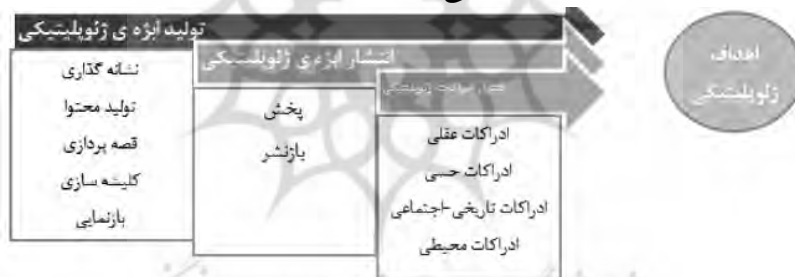 تولید ابژه ی ژئوپلیتیکی
نشانه گذاری
تولید محتوا
قصه پردازی
کلیشه سازی
بازنمایی
انتشار ابژه‌ی ژئوپلیتیکی
پخش
بازنشر
ژئوپلیتیکی
ادراکات عقلی
ادراکات حسی
ادراکات تاریخی-اجتماعی
ادراکات محیطی
اهداف
ژئوپلیتیکی